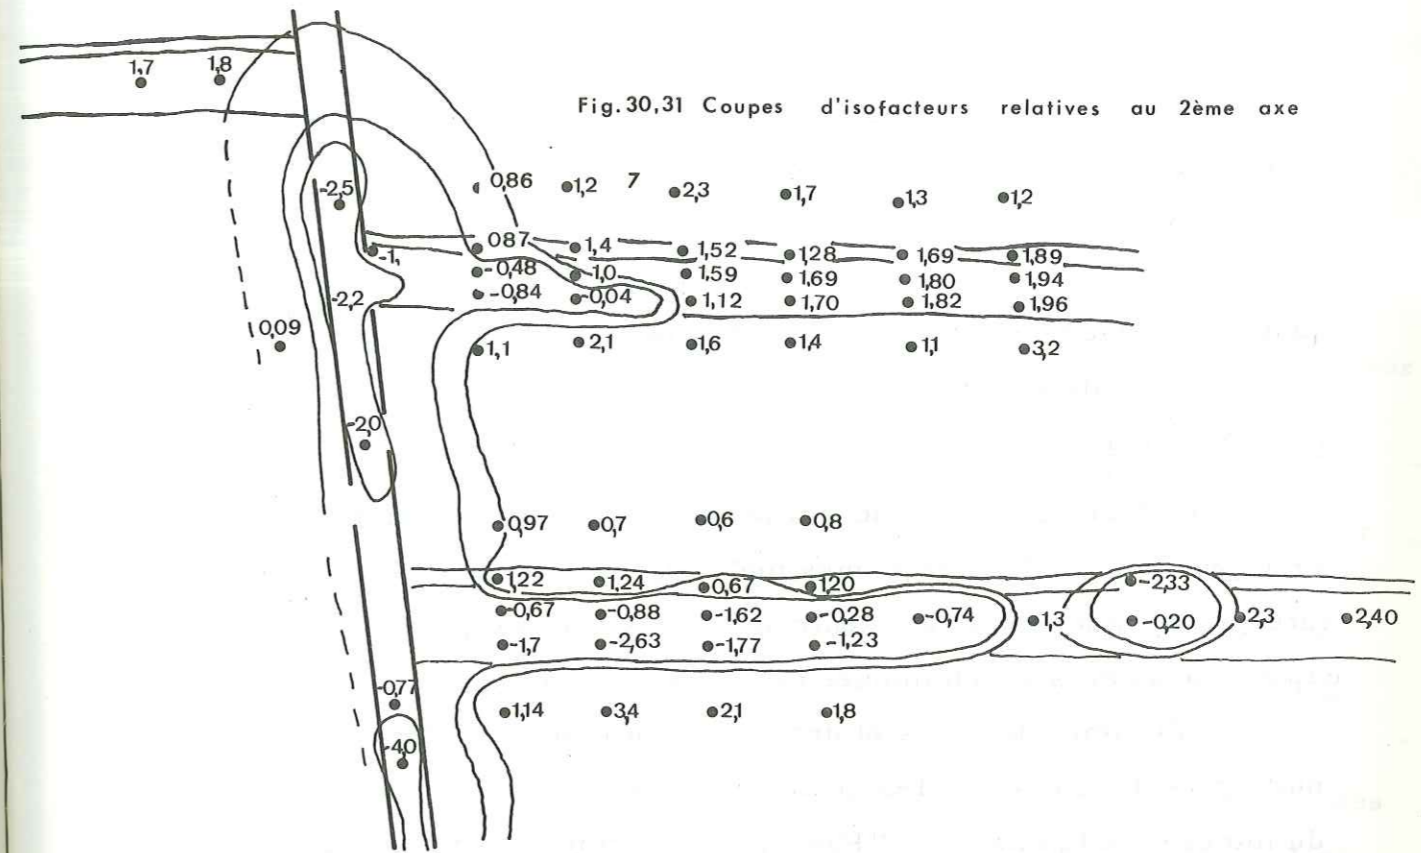 1,7 1,8
Fig. 30,31 Coupes d'isofacteurs relatives au 2ème axe
0,86 1,2 7 2,3 1,7 1,3 1,2
-2,5
087 1,4 1,52 1,28 1,69 1,89
-1,
-0,48 1,0 1,59 1,69 1,80 1,94
-2,2 -0,84 -0,04 1,12 1,70 1,82 1,96
0,09
1,1 2,1 1,6 1,4 1,1 3,2
-2,0
0,97 0,7 0,6 0,8
1,22 1,24 0,67 1,20 -2,33
-0,67 -0,88 -1,62 -0,28 -0,74 1,3 -0,20 2,3 2,40
-1,7 -2,63 -1,77 -1,23
-0,77
1,14 3,4 2,1 1,8
-4,0